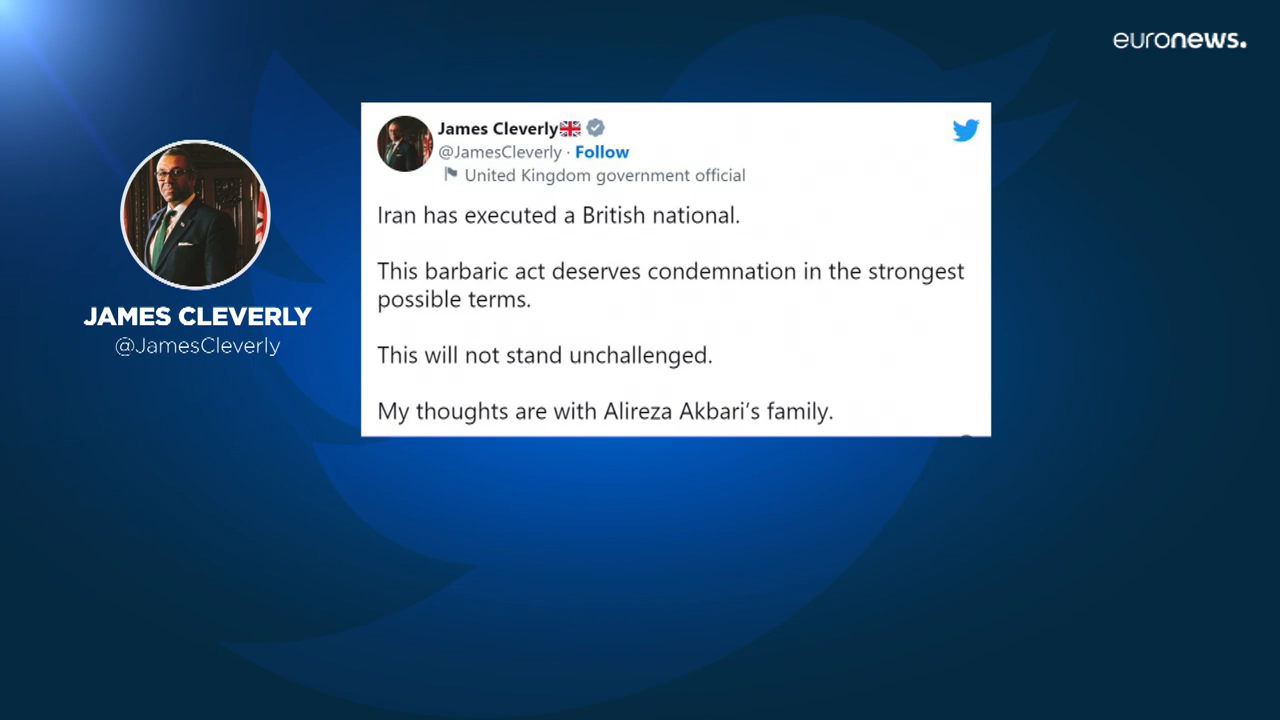 euronews.
James Cleverly🇬🇧
@JamesCleverly · Follow
United Kingdom government official
Iran has executed a British national.
This barbaric act deserves condemnation in the strongest
possible terms.
This will not stand unchallenged.
My thoughts are with Alireza Akbari's family.
JAMES CLEVERLY
@JamesCleverly